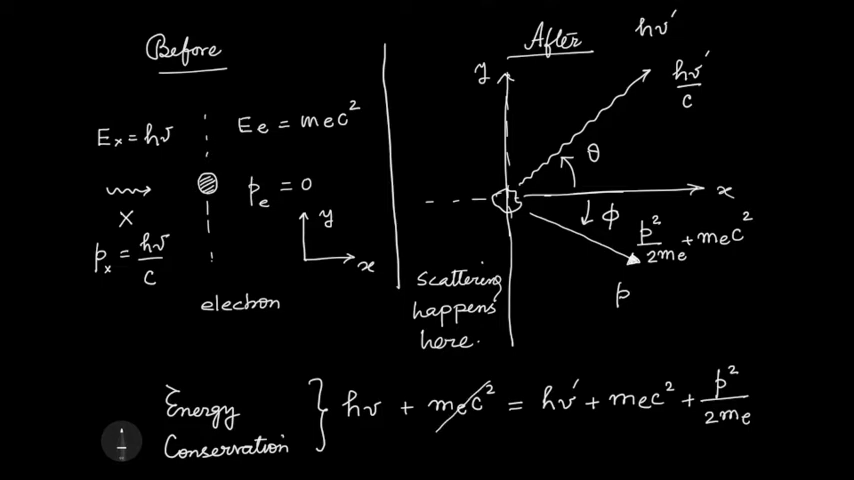 Before
Eₓ = hν
Ee = mec²
pe = 0
X
pₓ = hν/c
y
x
electron
After
hν′
y
hν′/c
θ
x
ϕ
p²/2me + mec²
p
scattering
happens
here.
Energy
Conservation } hν + mec² = hν′ + mec² + p²/2me